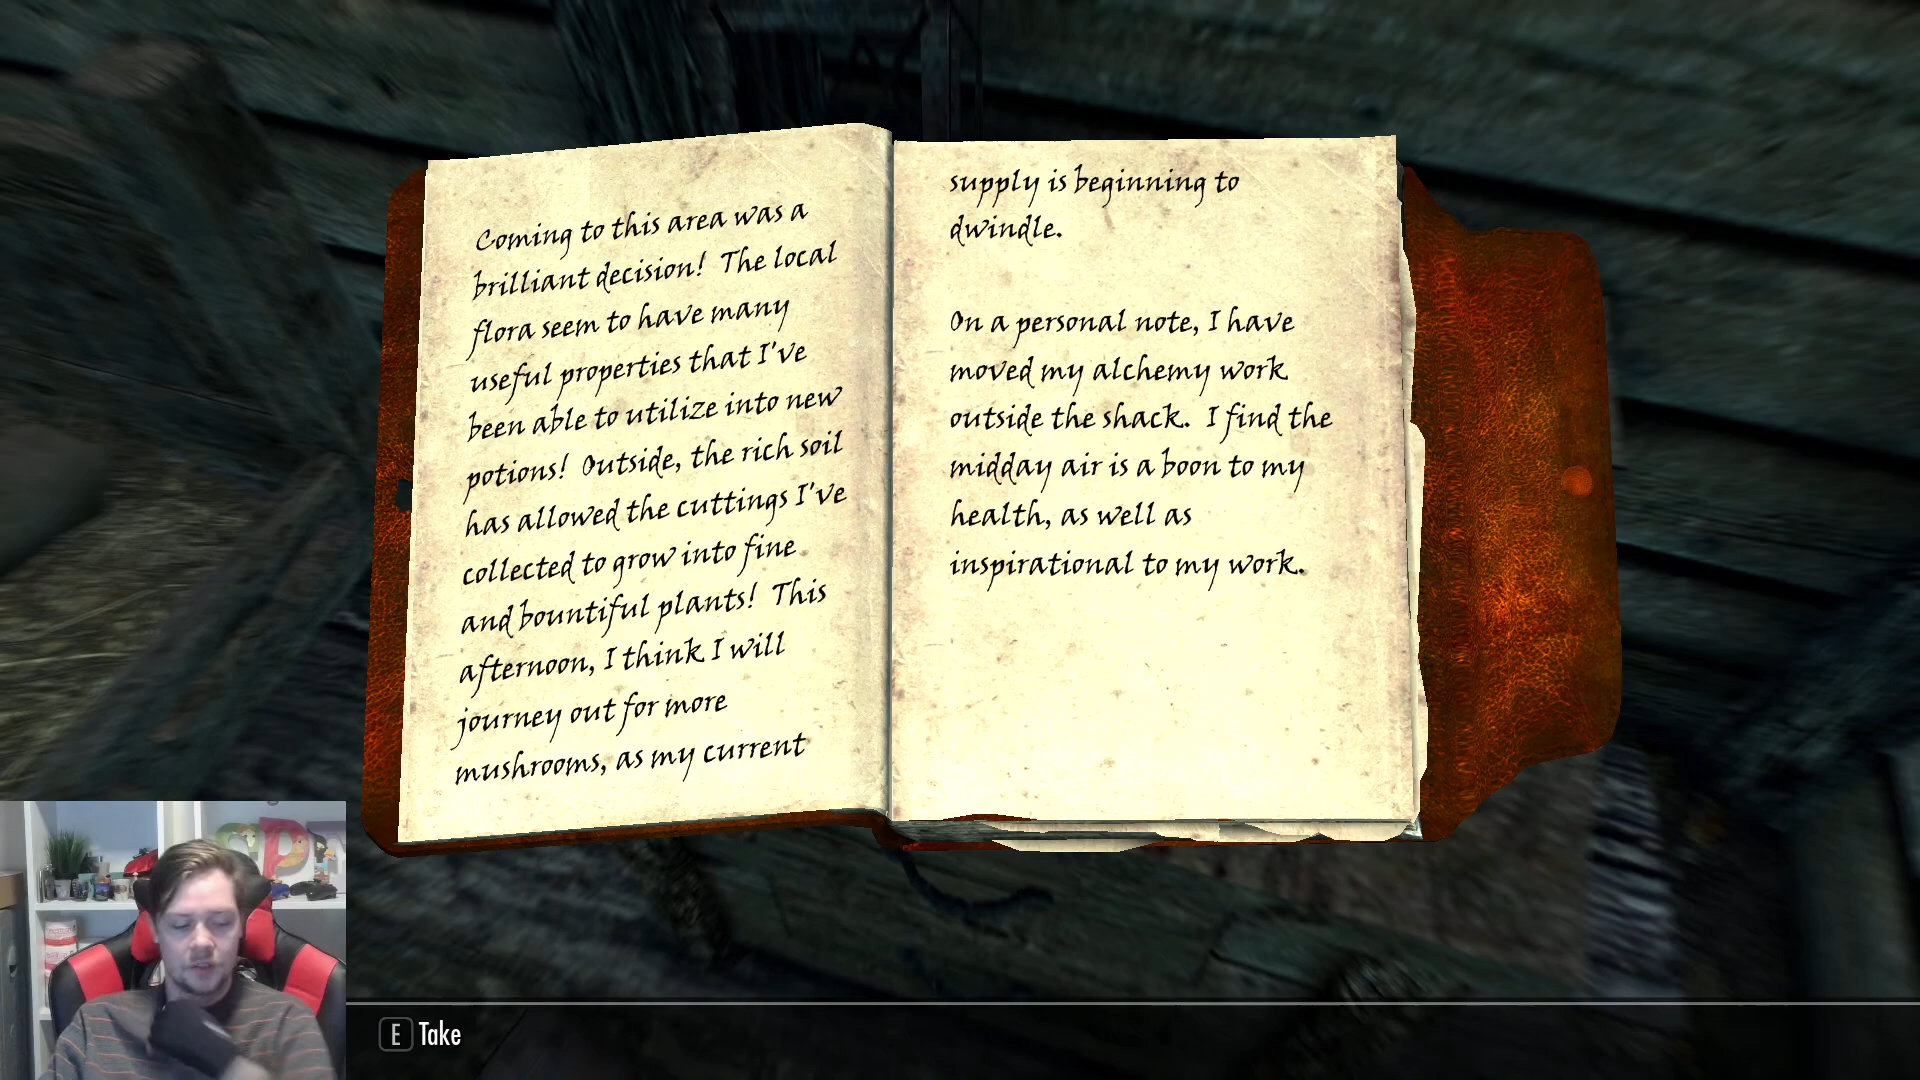 Coming to this area was a
brilliant decision! The local
flora seem to have many
useful properties that I've
been able to utilize into new
potions! Outside, the rich soil
has allowed the cuttings I've
collected to grow into fine
and bountiful plants! This
afternoon, I think I will
journey out for more
mushrooms, as my current
supply is beginning to
dwindle.
On a personal note, I have
moved my alchemy work
outside the shack. I find the
midday air is a boon to my
health, as well as
inspirational to my work.
E Take